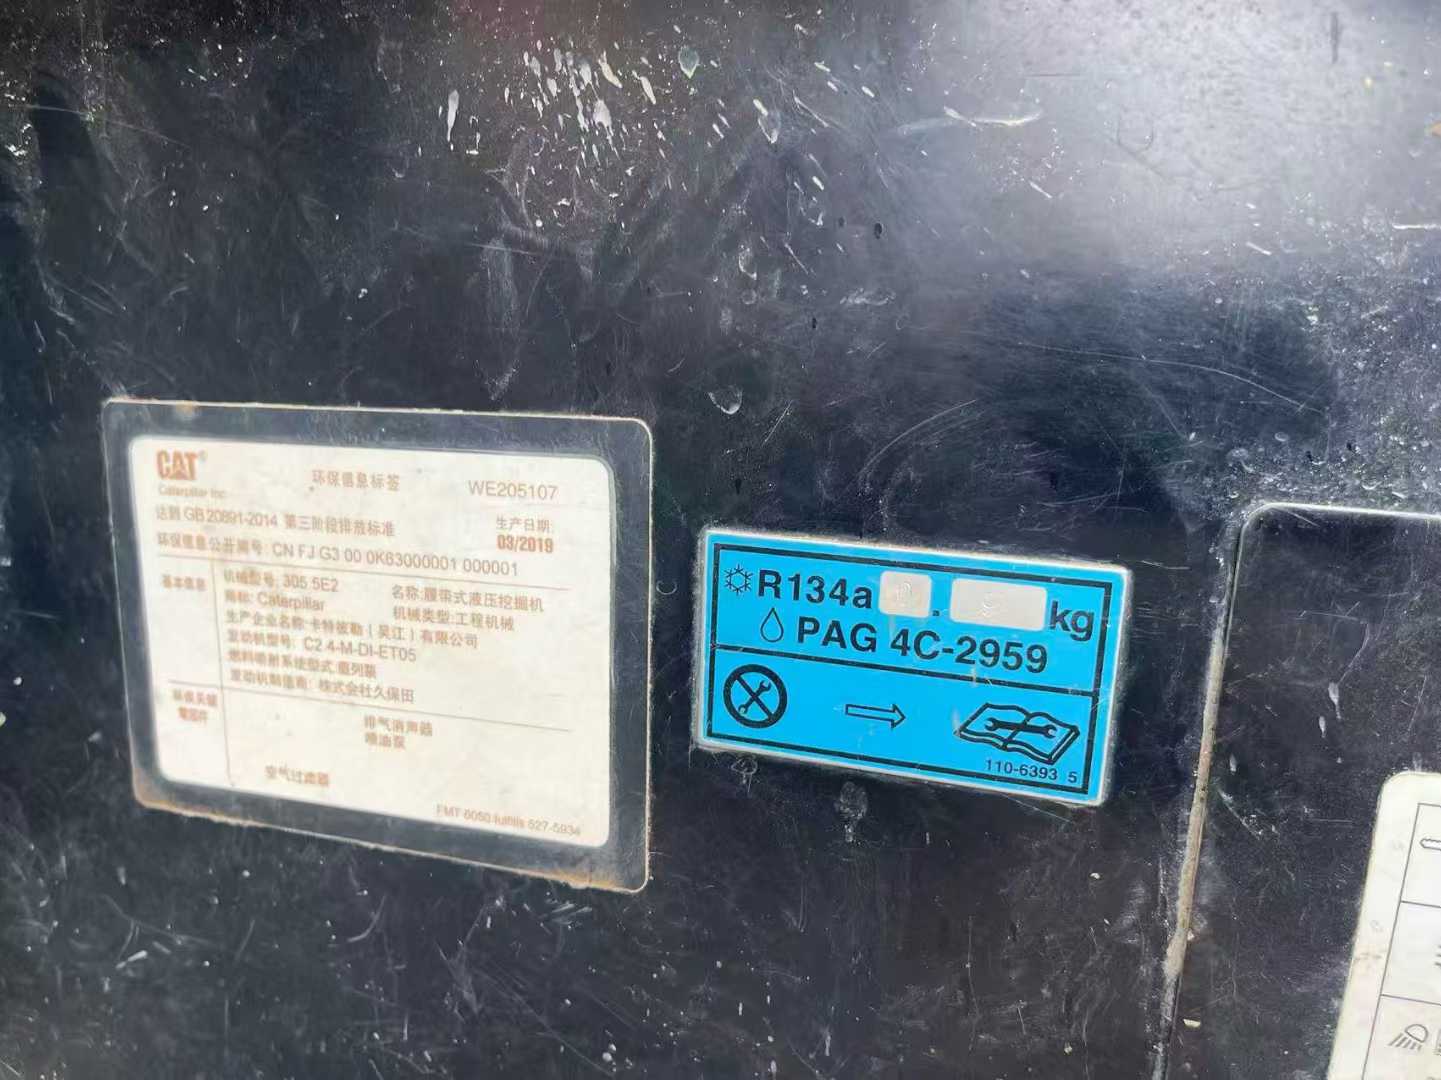 CAT®
Caterpillar Inc.
环保信息标签
WE205107
达到 GB 20891-2014 第三阶段排放标准
生产日期:
03/2019
环保信息公开编号: CN FJ G3 00 0K63000001 000001
基本信息
机械型号: 305.5E2 名称:履带式液压挖掘机
商标: Caterpillar 机械类型:工程机械
生产企业名称:卡特彼勒(吴江)有限公司
发动机型号: C2.4-M-DI-ET05
燃料喷射系统型式:直列泵
发动机制造商: 株式会社久保田
环保关键
零部件
排气消声器
喷油泵
空气过滤器
FMT 6050 fulfills 527-5934
R134a 0.9 kg
PAG 4C-2959
110-6393 5